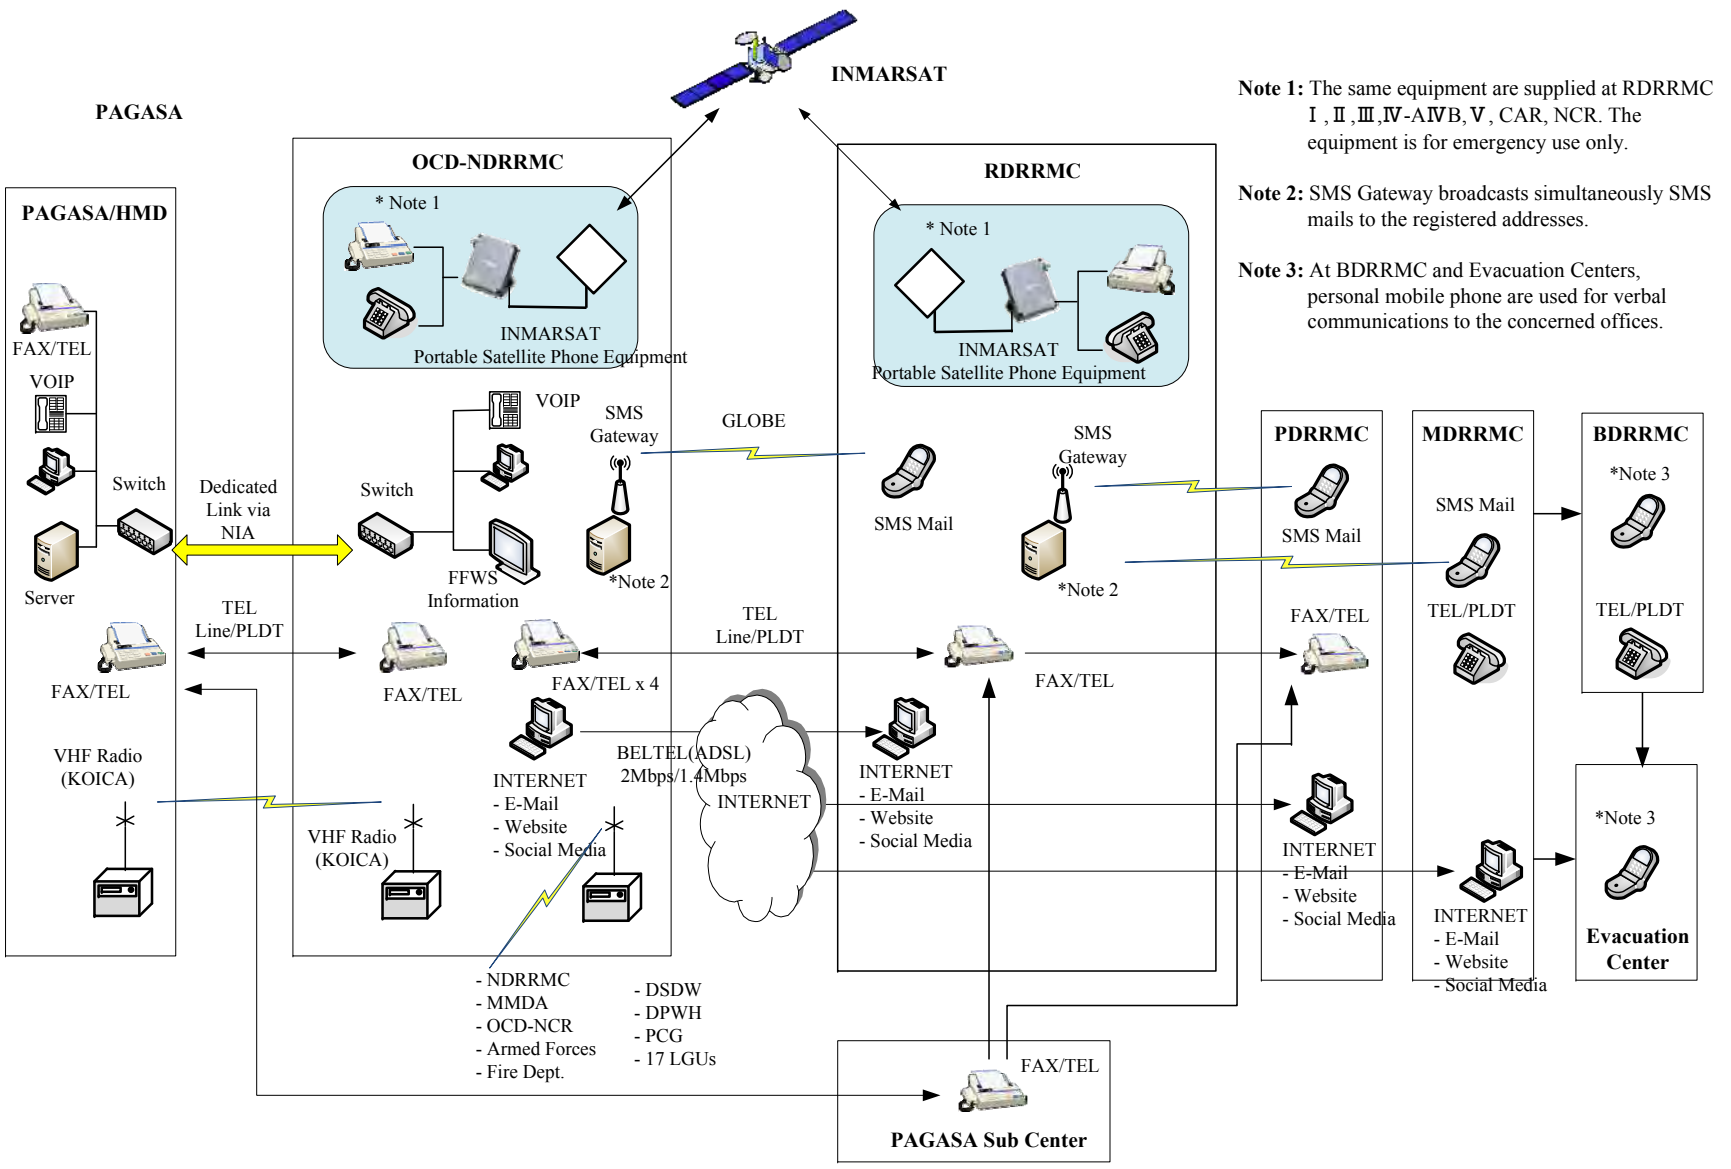 INMARSAT
PAGASA
Note 1: The same equipment are supplied at RDRRMC
Ⅰ,Ⅱ,Ⅲ,Ⅳ-AⅣB,Ⅴ, CAR, NCR. The
equipment is for emergency use only.
Note 2: SMS Gateway broadcasts simultaneously SMS
mails to the registered addresses.
Note 3: At BDRRMC and Evacuation Centers,
personal mobile phone are used for verbal
communications to the concerned offices.
PAGASA/HMD
FAX/TEL
VOIP
Switch
Server
FAX/TEL
VHF Radio
(KOICA)
Dedicated
Link via
NIA
TEL
Line/PLDT
OCD-NDRRMC
* Note 1
INMARSAT
Portable Satellite Phone Equipment
VOIP
Switch
SMS
Gateway
FFWS
Information
*Note 2
FAX/TEL
FAX/TEL x 4
INTERNET
- E-Mail
- Website
- Social Media
VHF Radio
(KOICA)
- NDRRMC
- MMDA
- OCD-NCR
- Armed Forces
- Fire Dept.
- DSDW
- DPWH
- PCG
- 17 LGUs
GLOBE
TEL
Line/PLDT
BELTEL(ADSL)
2Mbps/1.4Mbps
INTERNET
RDRRMC
* Note 1
INMARSAT
Portable Satellite Phone Equipment
SMS
Gateway
SMS Mail
*Note 2
FAX/TEL
INTERNET
- E-Mail
- Website
- Social Media
PDRRMC
SMS Mail
FAX/TEL
INTERNET
- E-Mail
- Website
- Social Media
MDRRMC
SMS Mail
TEL/PLDT
INTERNET
- E-Mail
- Website
- Social Media
BDRRMC
*Note 3
TEL/PLDT
*Note 3
Evacuation
Center
FAX/TEL
PAGASA Sub Center